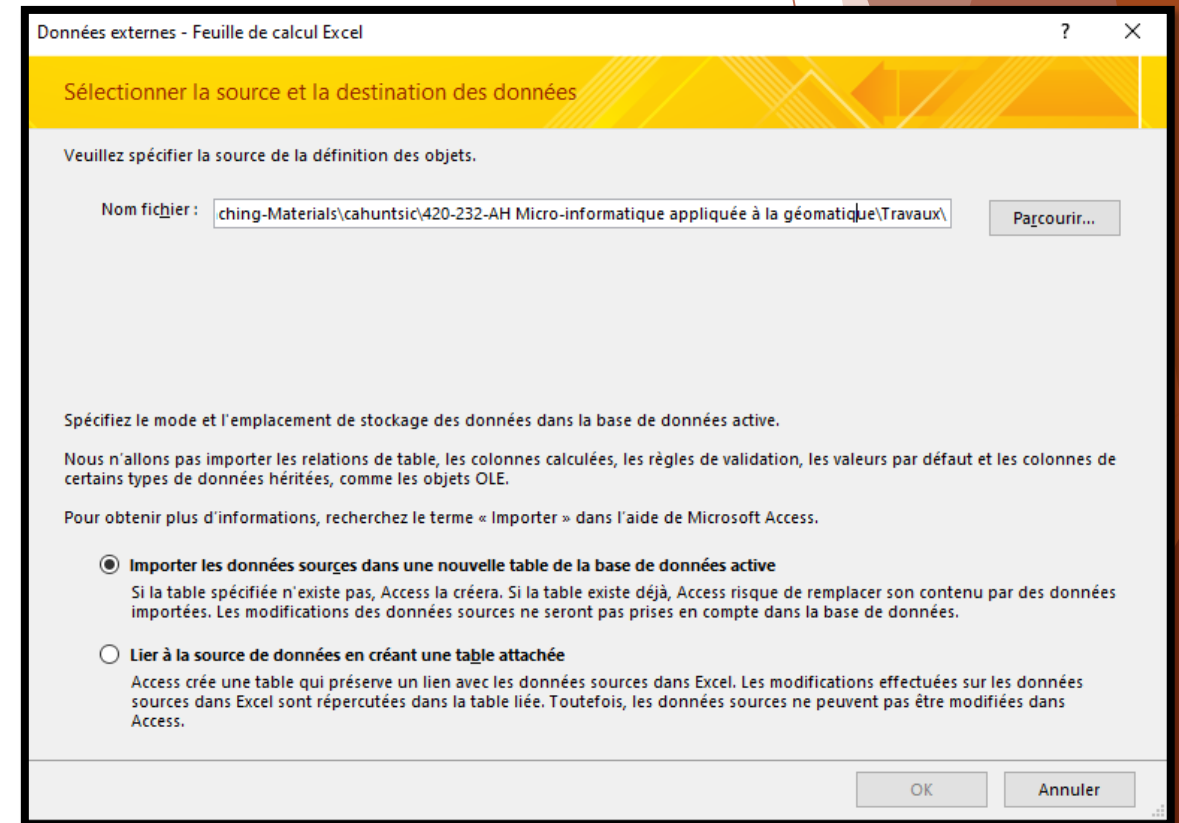 Données externes - Feuille de calcul Excel
?
Sélectionner la source et la destination des données
Veuillez spécifier la source de la définition des objets.
Nom fichier :
ching-Materials\cahuntsic\420-232-AH Micro-informatique appliquée à la géomatique\Travaux\
Parcourir...
Spécifiez le mode et l'emplacement de stockage des données dans la base de données active.
Nous n'allons pas importer les relations de table, les colonnes calculées, les règles de validation, les valeurs par défaut et les colonnes de
certains types de données héritées, comme les objets OLE.
Pour obtenir plus d'informations, recherchez le terme « Importer » dans l'aide de Microsoft Access.
Importer les données sources dans une nouvelle table de la base de données active
Si la table spécifiée n'existe pas, Access la créera. Si la table existe déjà, Access risque de remplacer son contenu par des données
importées. Les modifications des données sources ne seront pas prises en compte dans la base de données.
Lier à la source de données en créant une table attachée
Access crée une table qui préserve un lien avec les données sources dans Excel. Les modifications effectuées sur les données
sources dans Excel sont répercutées dans la table liée. Toutefois, les données sources ne peuvent pas être modifiées dans
Access.
OK
Annuler